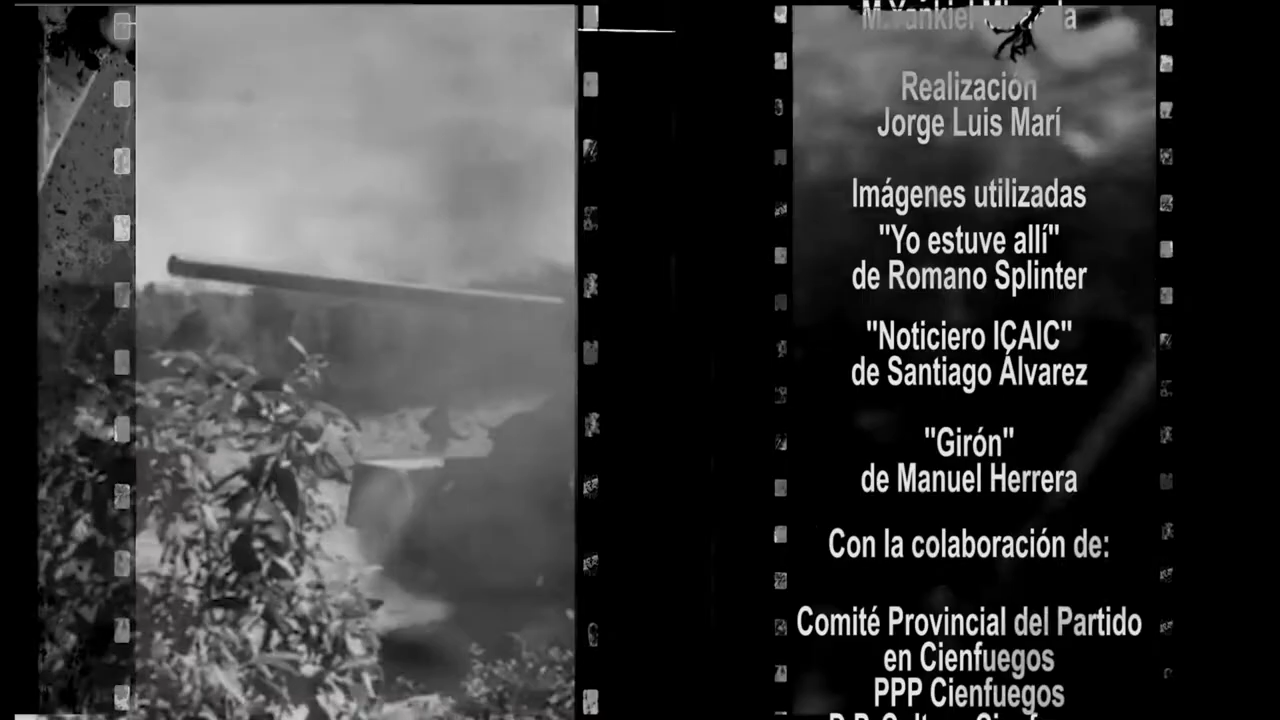 M.Yankiel
Realización
Jorge Luis Marí
Imágenes utilizadas
"Yo estuve allí"
de Romano Splinter
"Noticiero ICAIC"
de Santiago Álvarez
"Girón"
de Manuel Herrera
Con la colaboración de:
Comité Provincial del Partido
en Cienfuegos
PPP Cienfuegos